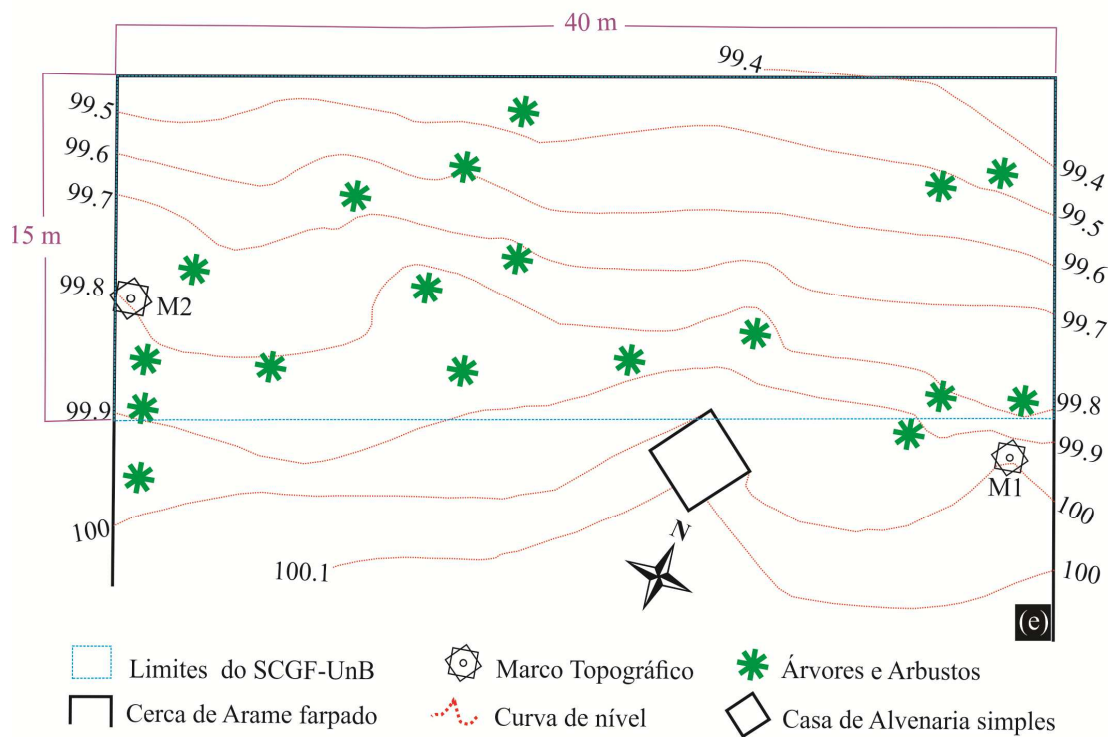 40 m
99.4
99.5
99.6
99.7
15 m
99.8
M2
99.9
100
100.1
99.4
99.5
99.6
99.7
99.8
99.9
M1
100
100
N
(e)
Limites do SCGF-UnB
Marco Topográfico
Árvores e Arbustos
Cerca de Arame farpado
Curva de nível
Casa de Alvenaria simples